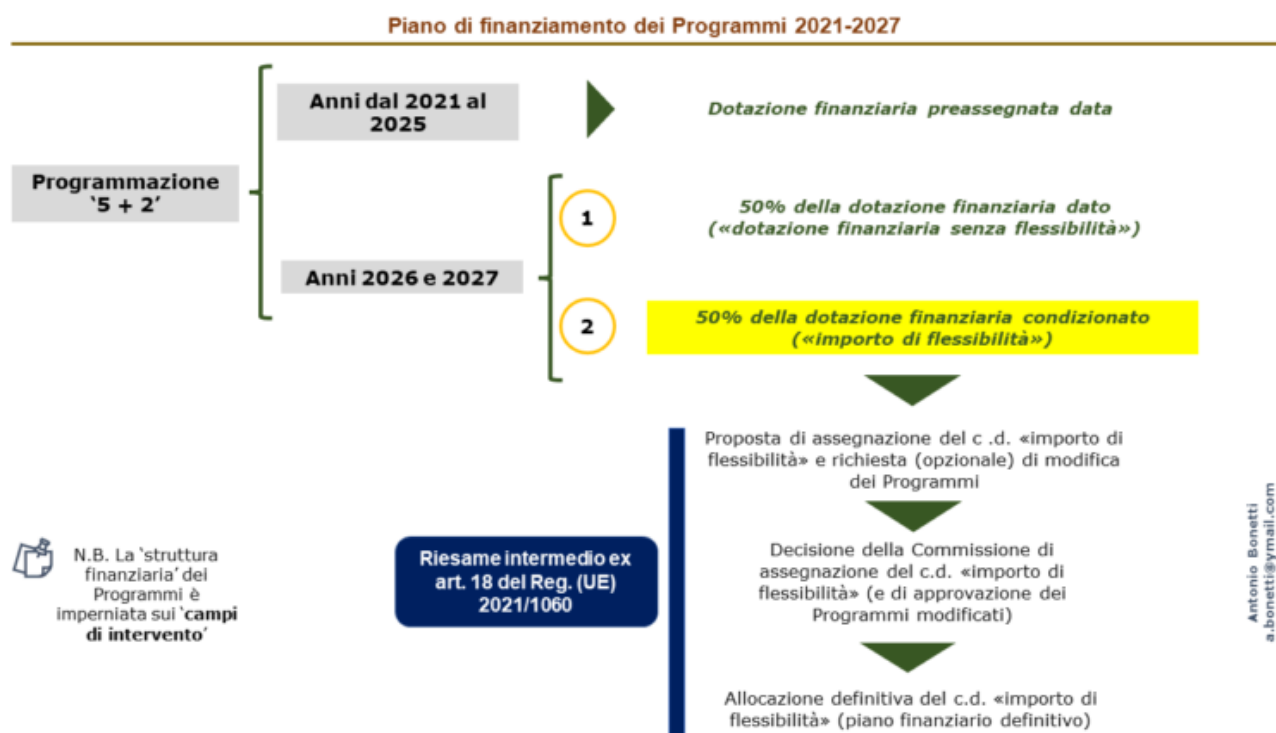 Piano di finanziamento dei Programmi 2021-2027
Anni dal 2021 al
2025
Dotazione finanziaria preassegnata data
Programmazione
‘5 + 2’
1
50% della dotazione finanziaria dato
(«dotazione finanziaria senza flessibilità»)
Anni 2026 e 2027
2
50% della dotazione finanziaria condizionato
(«importo di flessibilità»)
Proposta di assegnazione del c .d. «importo di
flessibilità» e richiesta (opzionale) di modifica
dei Programmi
N.B. La ‘struttura
finanziaria’ dei
Programmi è
imperniata sui ‘campi
di intervento’
Riesame intermedio ex
art. 18 del Reg. (UE)
2021/1060
Decisione della Commissione di
assegnazione del c.d. «importo di
flessibilità» (e di approvazione dei
Programmi modificati)
Allocazione definitiva del c.d. «importo di
flessibilità» (piano finanziario definitivo)
Antonio Bonetti
a.bonetti@ymail.com